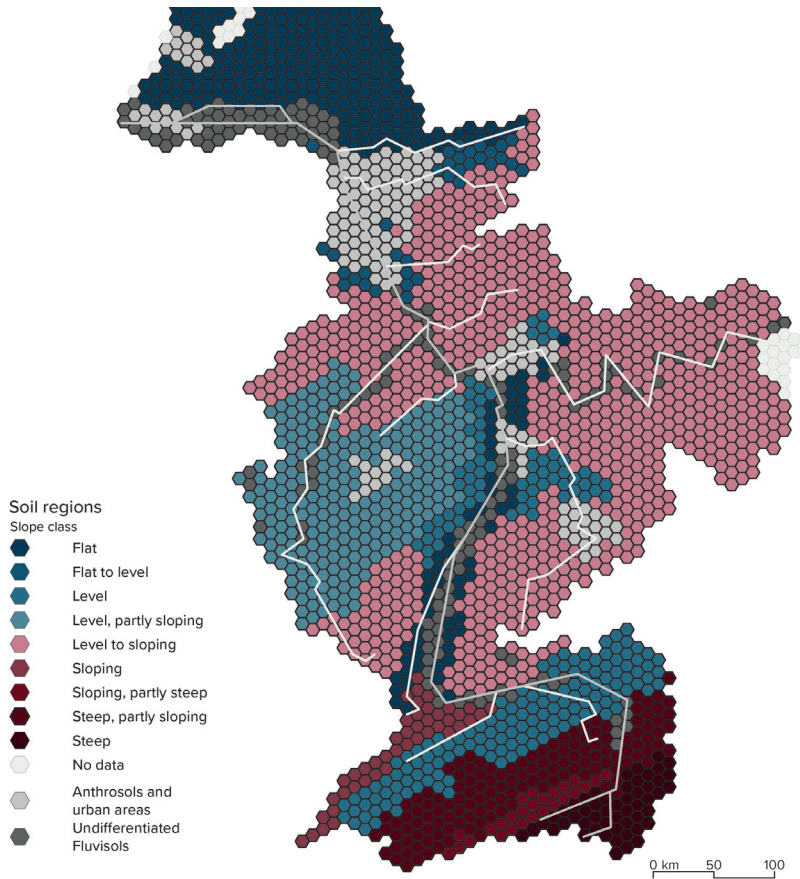 Soil regions
Slope class
Flat
Flat to level
Level
Level, partly sloping
Level to sloping
Sloping
Sloping, partly steep
Steep, partly sloping
Steep
No data
Anthrosols and
urban areas
Undifferentiated
Fluvisols
0 km 50 100